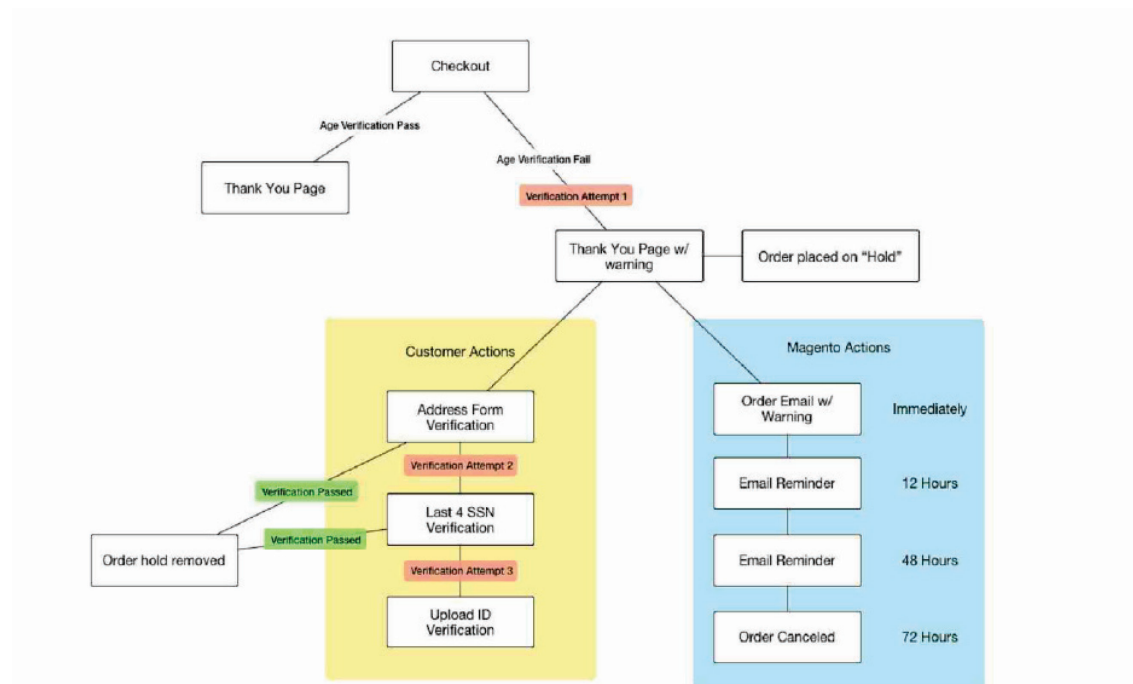 Checkout
Age Verification Pass
Age Verification Fail
Thank You Page
Verification Attempt 1
Thank You Page w/
warning
Order placed on “Hold”
Customer Actions
Address Form
Verification
Verification Attempt 2
Verification Passed
Last 4 SSN
Verification
Verification Passed
Order hold removed
Verification Attempt 3
Upload ID
Verification
Magento Actions
Order Email w/
Warning
Immediately
Email Reminder
12 Hours
Email Reminder
48 Hours
Order Canceled
72 Hours